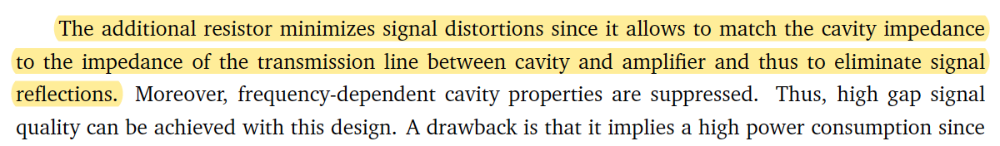 The additional resistor minimizes signal distortions since it allows to match the cavity impedance
to the impedance of the transmission line between cavity and amplifier and thus to eliminate signal
reflections. Moreover, frequency-dependent cavity properties are suppressed. Thus, high gap signal
quality can be achieved with this design. A drawback is that it implies a high power consumption since